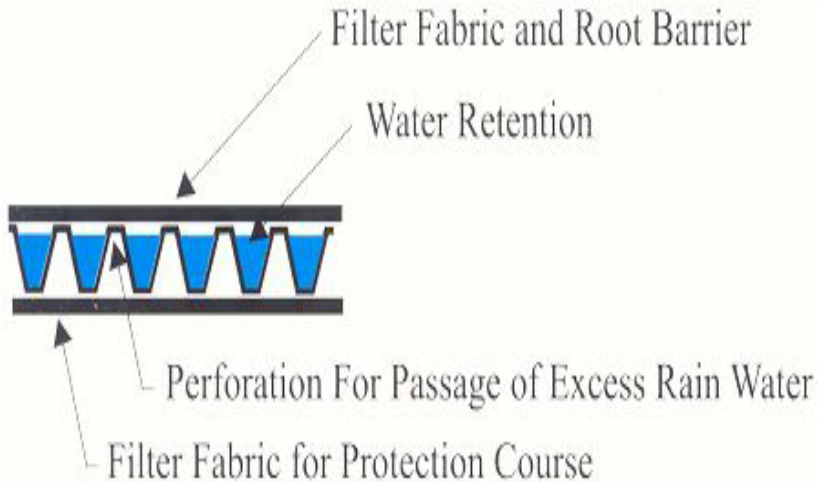 Filter Fabric and Root Barrier
Water Retention
Perforation For Passage of Excess Rain Water
Filter Fabric for Protection Course